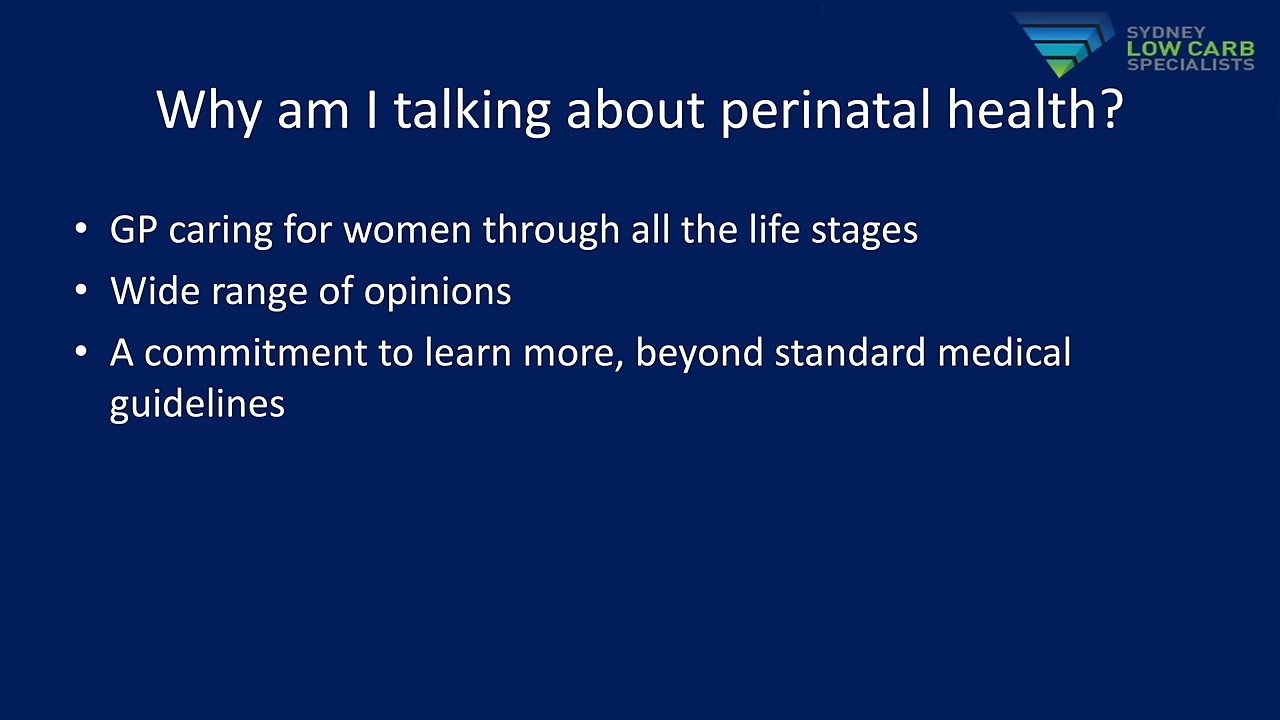 SYDNEY
LOW CARB
SPECIALISTS
Why am I talking about perinatal health?
• GP caring for women through all the life stages
• Wide range of opinions
• A commitment to learn more, beyond standard medical
guidelines